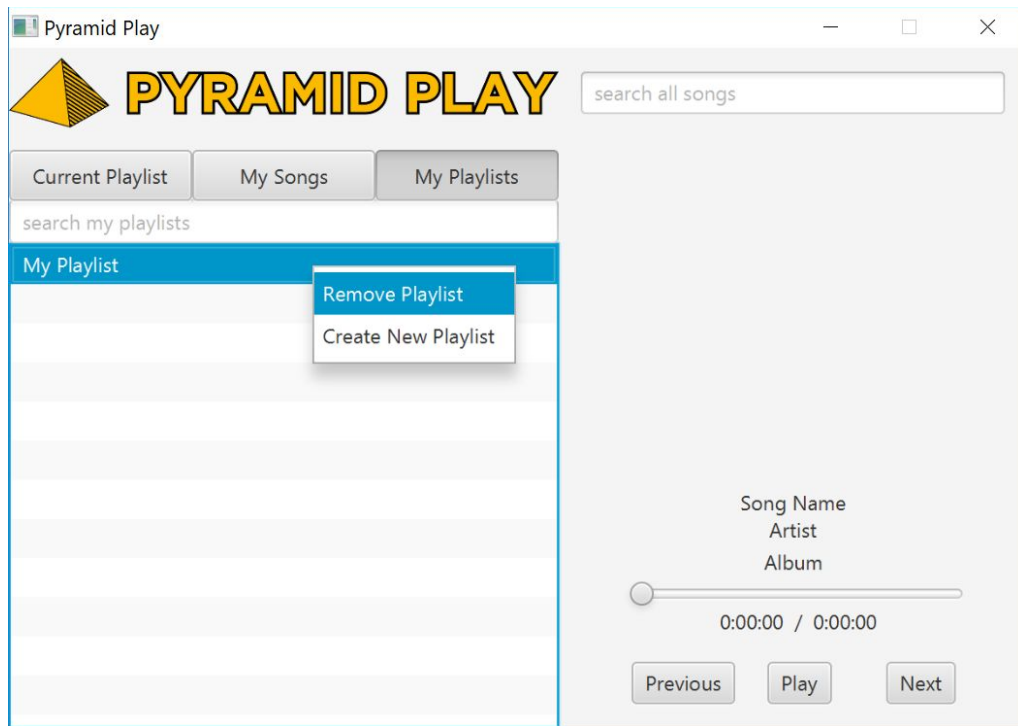 Pyramid Play
PYRAMID PLAY
search all songs
Current Playlist
My Songs
My Playlists
search my playlists
My Playlist
Remove Playlist
Create New Playlist
Song Name
Artist
Album
0:00:00 / 0:00:00
Previous
Play
Next